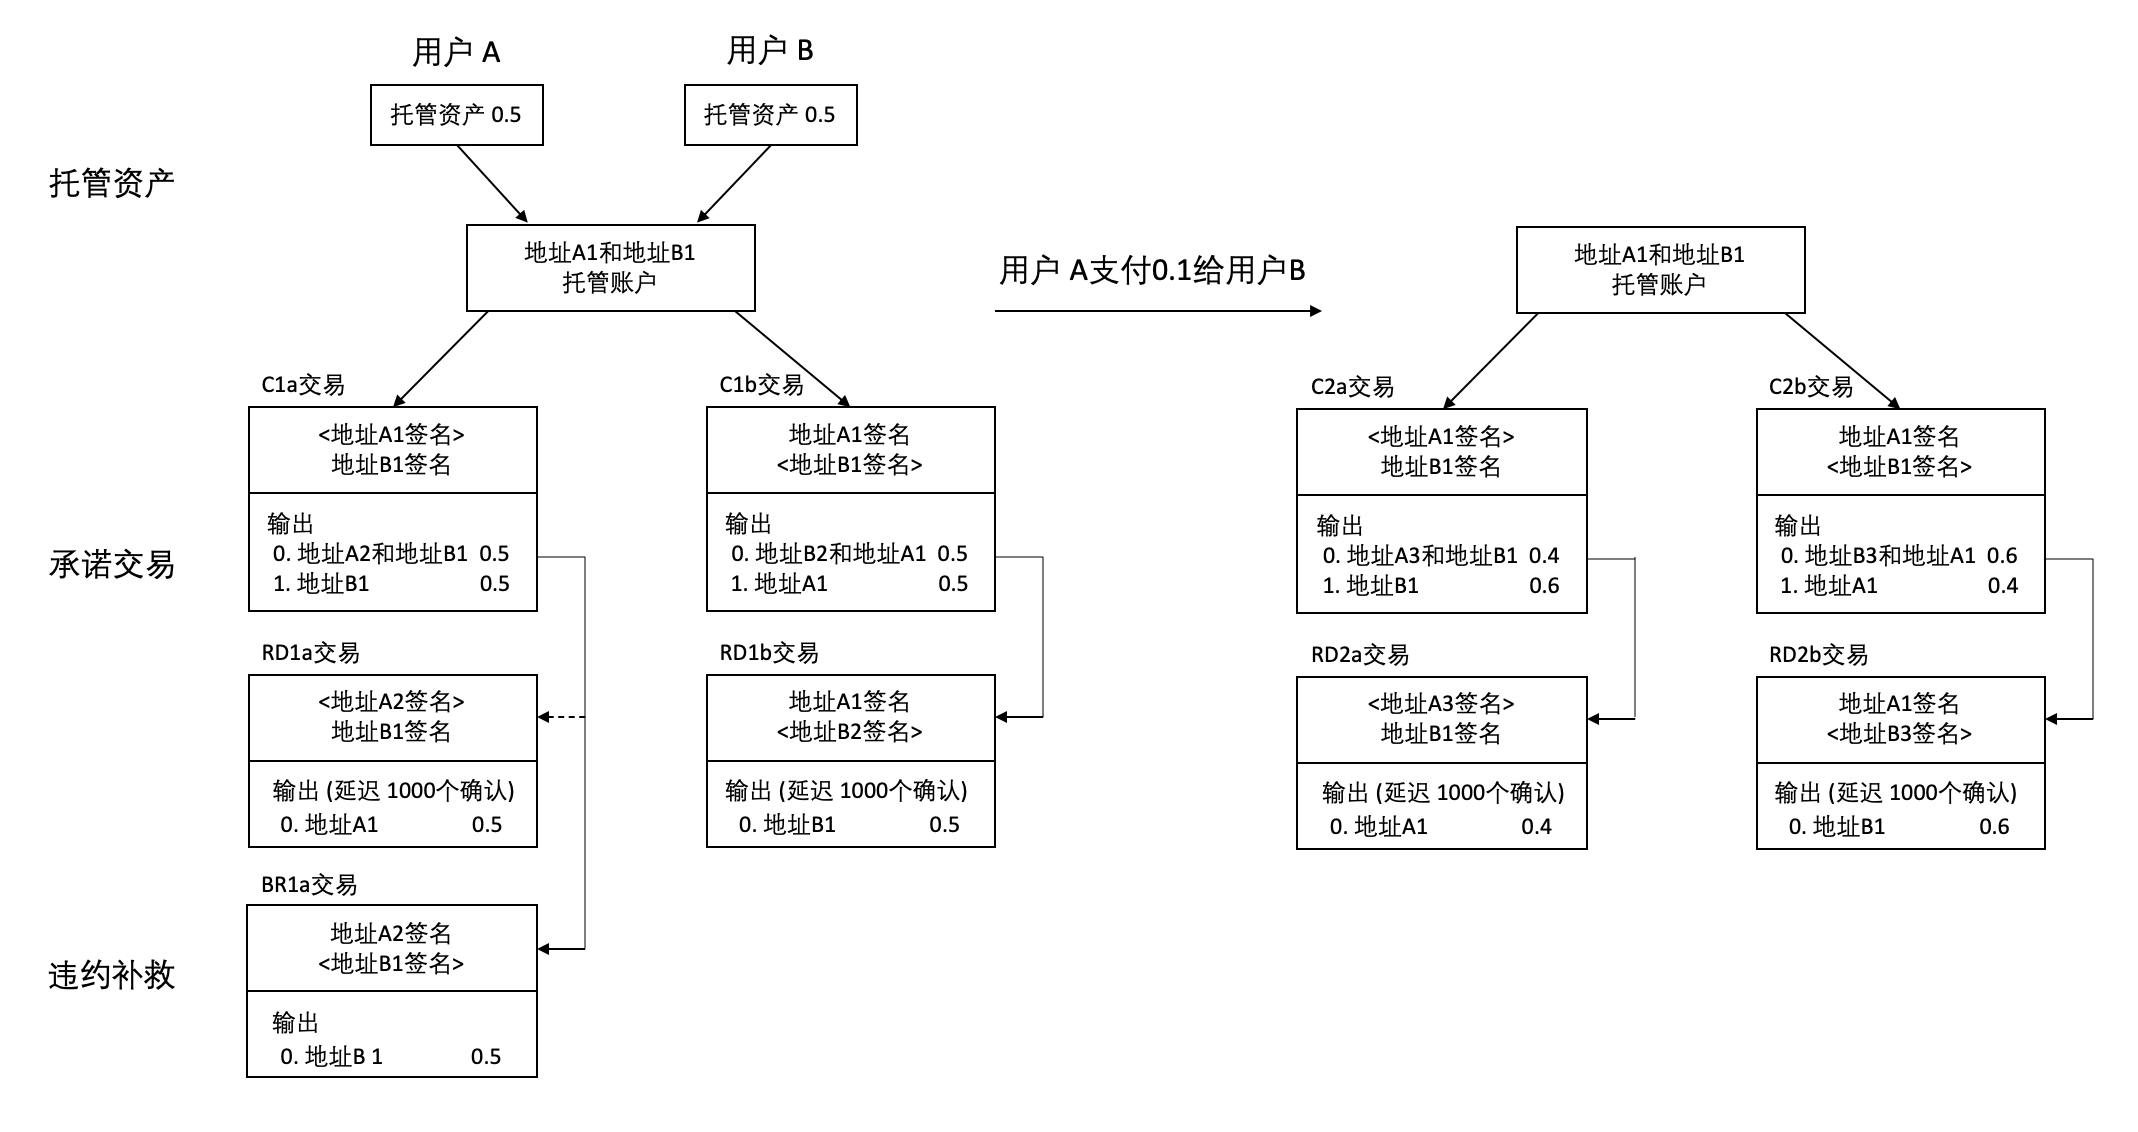 用户 A
用户 B
托管资产 0.5
托管资产 0.5
托管资产
地址A1和地址B1
托管账户
用户 A支付0.1给用户B
地址A1和地址B1
托管账户
承诺交易
C1a交易
<地址A1签名>
地址B1签名
输出
0. 地址A2和地址B1 0.5
1. 地址B1 0.5
C1b交易
地址A1签名
<地址B1签名>
输出
0. 地址B2和地址A1 0.5
1. 地址A1 0.5
C2a交易
<地址A1签名>
地址B1签名
输出
0. 地址A3和地址B1 0.4
1. 地址B1 0.6
C2b交易
地址A1签名
<地址B1签名>
输出
0. 地址B3和地址A1 0.6
1. 地址A1 0.4
RD1a交易
<地址A2签名>
地址B1签名
输出 (延迟 1000个确认)
0. 地址A1 0.5
RD1b交易
地址A1签名
<地址B2签名>
输出 (延迟 1000个确认)
0. 地址B1 0.5
RD2a交易
<地址A3签名>
地址B1签名
输出 (延迟 1000个确认)
0. 地址A1 0.4
RD2b交易
地址A1签名
<地址B3签名>
输出 (延迟 1000个确认)
0. 地址B1 0.6
违约补救
BR1a交易
地址A2签名
<地址B1签名>
输出
0. 地址B 1 0.5